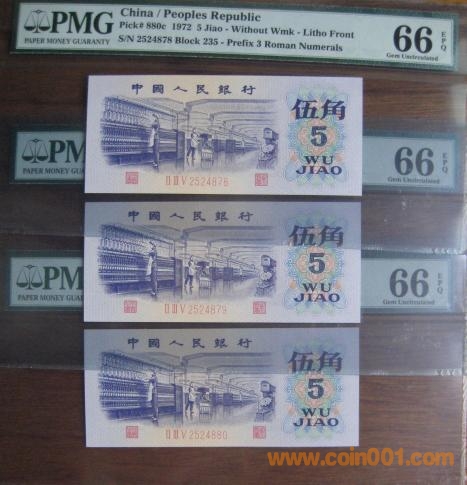 PMG
PAPER MONEY GUARANTY
China / Peoples Republic
Pick# 880c 1972 5 Jiao - Without Wmk - Litho Front
S/N 2524878 Block 235 - Prefix 3 Roman Numerals
66 EPQ
Gem Uncirculated
中國人民銀行
伍角
5
WU
JIAO
II III V 2524878
PMG
PAPER MONEY GUA
66 EPQ
Gem Uncirculated
中國人民銀行
伍角
5
WU
JIAO
II III V 2524879
PMG
PAPER MONEY GUA
66 EPQ
Gem Uncirculated
中國人民銀行
伍角
5
WU
JIAO
II III V 2524880
www.coin001.com